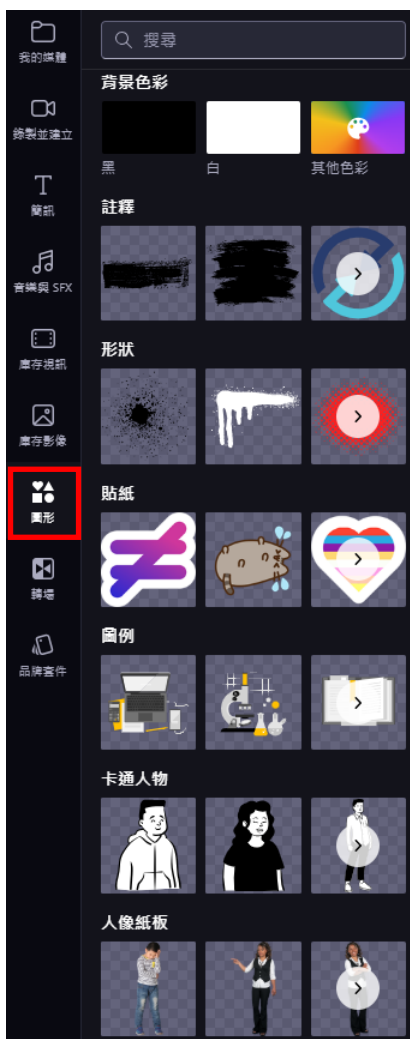 我的媒體
錄製並建立
簡訊
音樂與 SFX
庫存視訊
庫存影像
圖形
轉場
品牌套件
搜尋
背景色彩
黑
白
其他色彩
註釋
形狀
貼紙
圖例
卡通人物
人像紙板